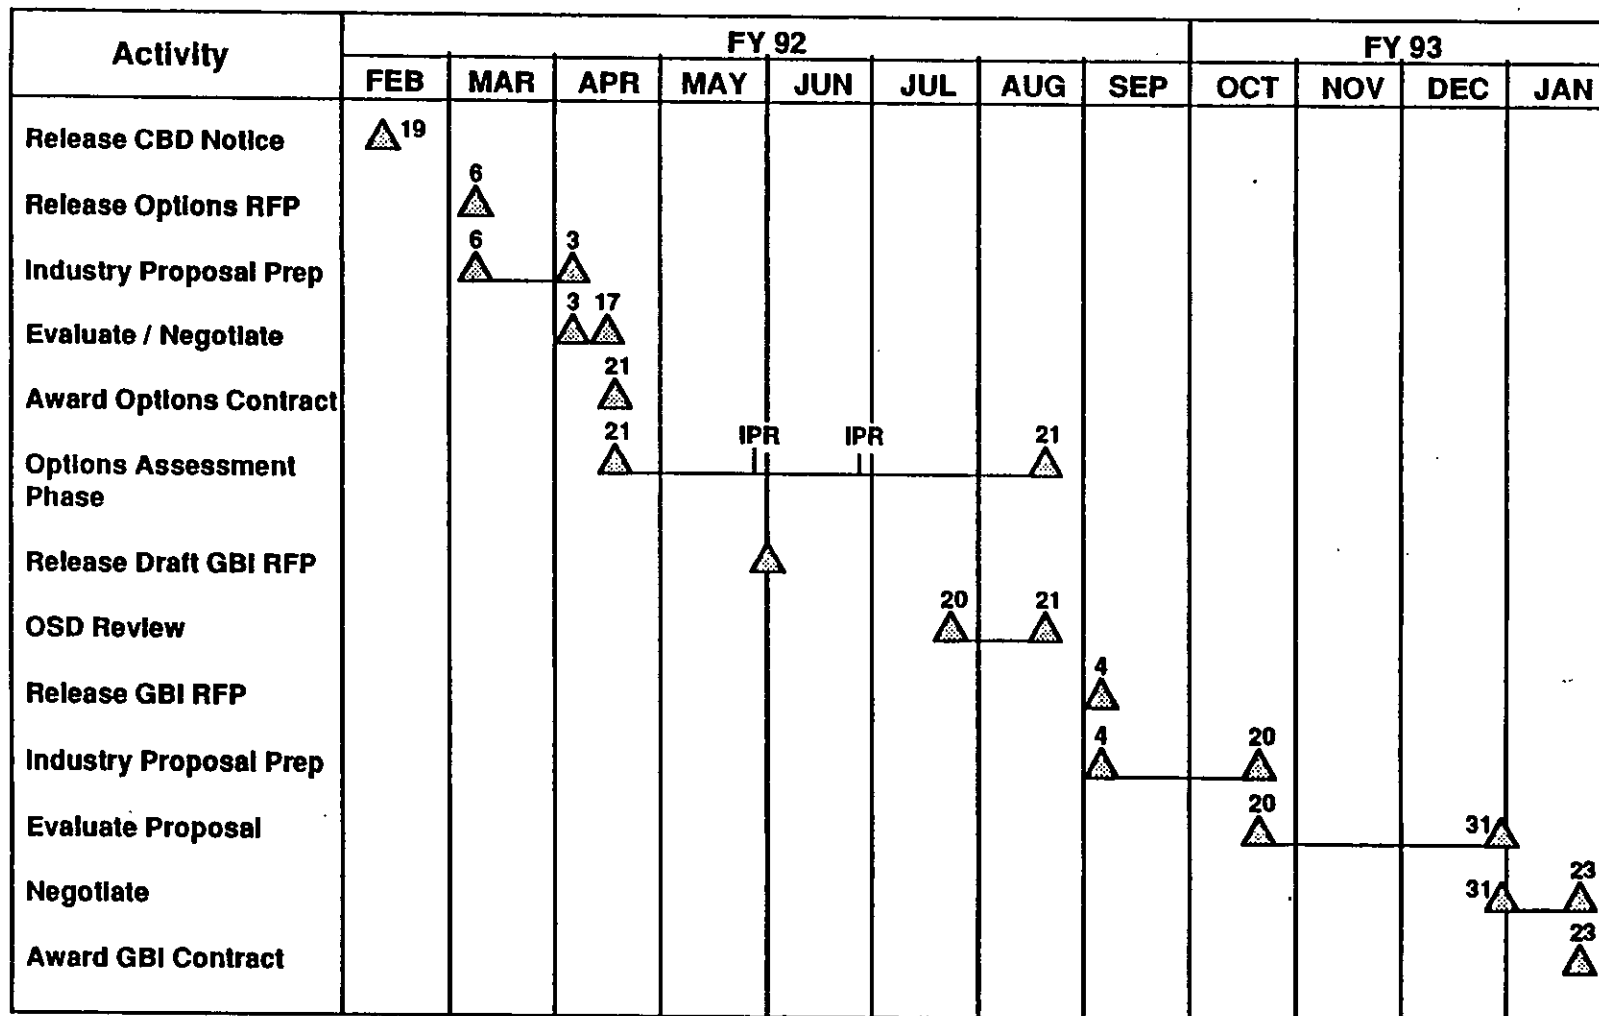 Activity
FY 92
FY 93
FEB MAR APR MAY JUN JUL AUG SEP OCT NOV DEC JAN
Release CBD Notice
19
6
Release Options RFP
6 3
Industry Proposal Prep
3 17
Evaluate / Negotiate
21
Award Options Contract
21 IPR IPR 21
Options Assessment
Phase
Release Draft GBI RFP
20 21
OSD Review
4
Release GBI RFP
4 20
Industry Proposal Prep
20
Evaluate Proposal 31
23
Negotiate 31
23
Award GBI Contract